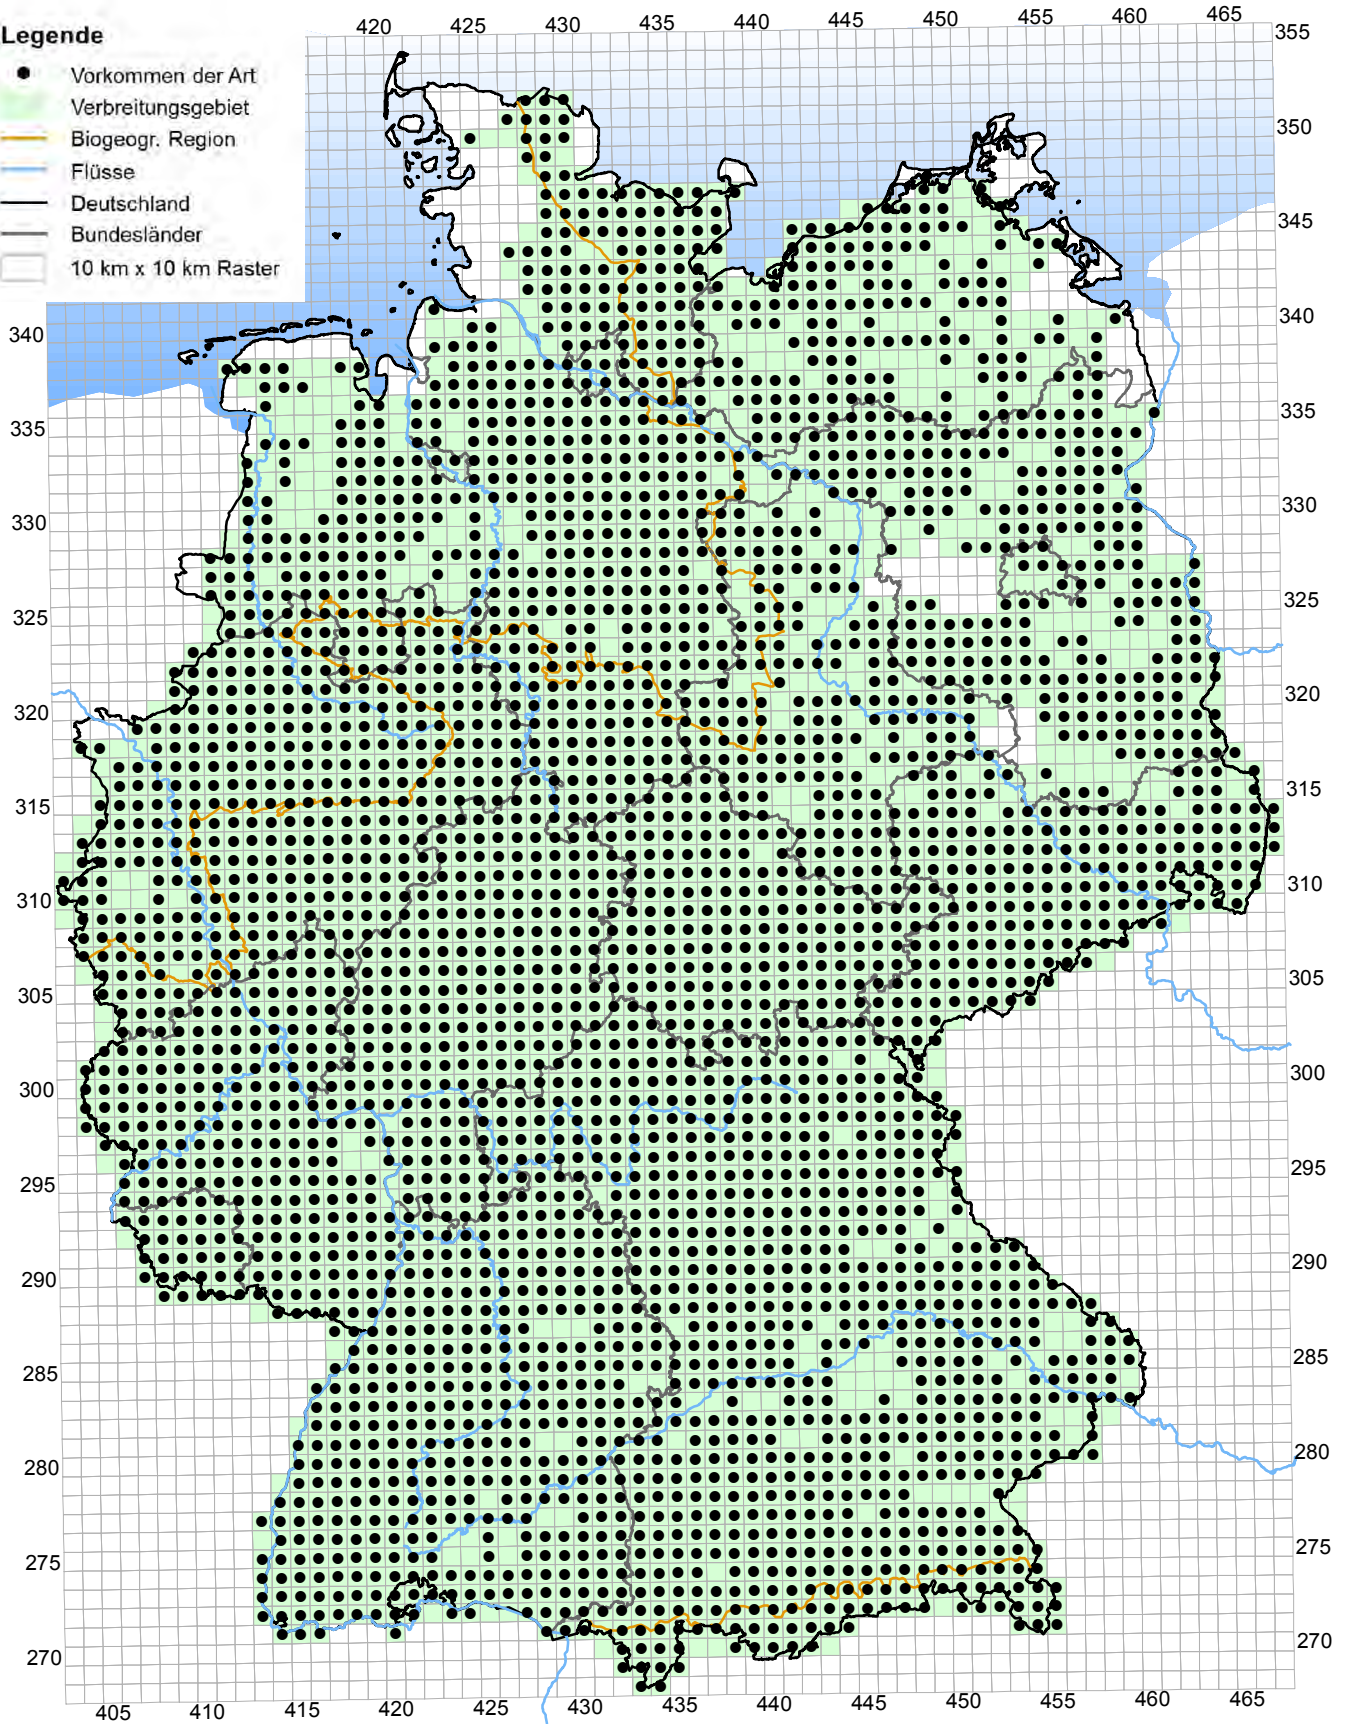 Legende
Vorkommen der Art
Verbreitungsgebiet
Biogeogr. Region
Flüsse
Deutschland
Bundesländer
10 km x 10 km Raster
420 425 430 435 440 445 450 455 460 465
355
350
345
340 340
335 335
330 330
325 325
320 320
315 315
310 310
305 305
300 300
295 295
290 290
285 285
280 280
275 275
270 270
405 410 415 420 425 430 435 440 445 450 455 460 465